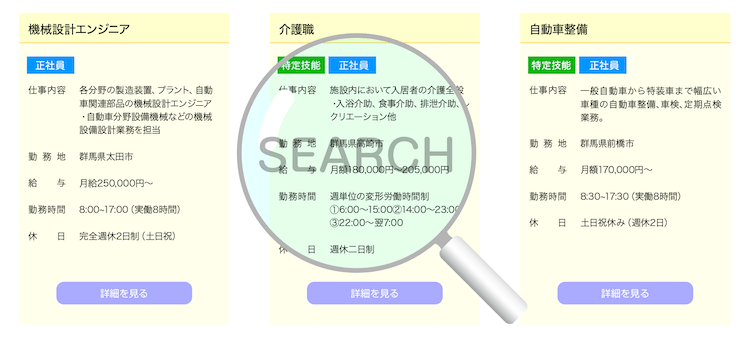 機械設計エンジニア
正社員
仕事内容 各分野の製造装置、プラント、自動
車関連部品の機械設計エンジニア
・自動車分野設備機械などの機械
設備設計業務を担当
勤務地 群馬県太田市
給与 月給250,000円〜
勤務時間 8:00~17:00 (実働8時間)
休日 完全週休2日制(土日祝)
詳細を見る
介護職
特定技能 正社員
仕事内容 施設内において入居者の介護全般
・入浴介助、食事介助、排泄介助、レ
クリエーション他
SEARCH
勤務地 群馬県高崎市
給与 月額180,000円〜205,000円
勤務時間 週単位の変形労働時間制
①6:00〜15:00②14:00〜23:00
③22:00〜翌7:00
休日 週休二日制
詳細を見る
自動車整備
特定技能 正社員
仕事内容 一般自動車から特装車まで幅広い
車種の自動車整備、車検、定期点検
業務。
勤務地 群馬県前橋市
給与 月額170,000円〜
勤務時間 8:30~17:30 (実働8時間)
休日 土日祝休み(週休2日)
詳細を見る